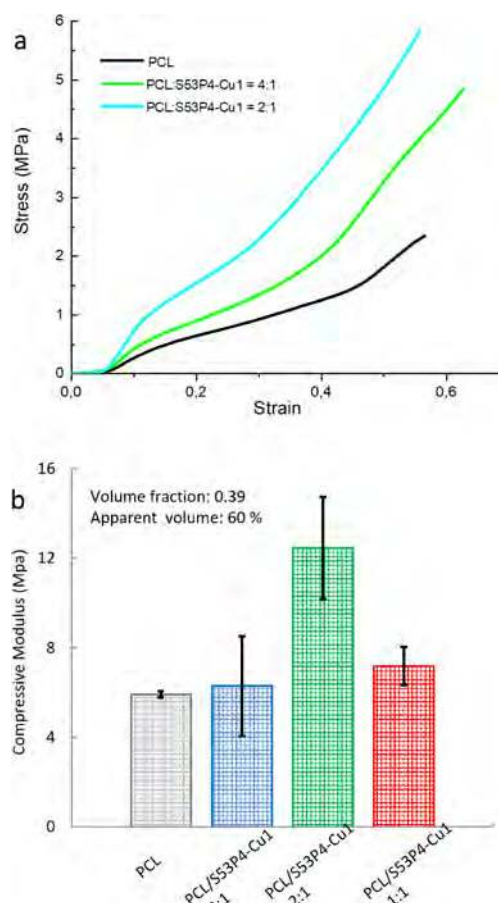 a
PCL
PCL:S53P4-Cu1 = 4:1
PCL:S53P4-Cu1 = 2:1
Stress (MPa)
6
5
4
3
2
1
0
0,0 0,2 0,4 0,6
Strain
b
Volume fraction: 0.39
Apparent volume: 60 %
Compressive Modulus (Mpa)
16
12
8
4
0
PCL
PCL/S53P4-Cu1
:1
PCL/S53P4-Cu1
2:1
PCL/S53P4-Cu1
1:1